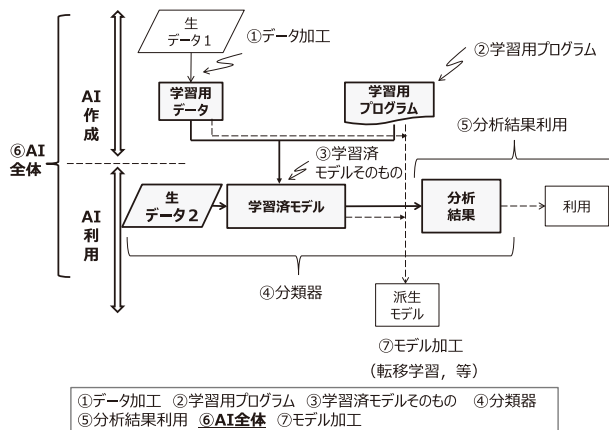 生
データ1
①データ加工
②学習用プログラム
学習用
データ
学習用
プログラム
AI
作
成
⑤分析結果利用
⑥AI
全体
③学習済
モデルそのもの
AI
利
用
生
データ2
学習済モデル
分析
結果
利用
④分類器
派生
モデル
⑦モデル加工
(転移学習, 等)
①データ加工 ②学習用プログラム ③学習済モデルそのもの ④分類器
⑤分析結果利用 ⑥AI全体 ⑦モデル加工